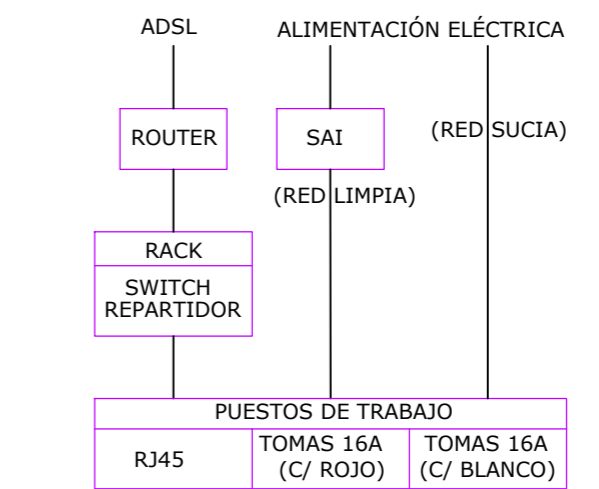 ADSL
ALIMENTACIÓN ELÉCTRICA
ROUTER
SAI
(RED SUCIA)
(RED LIMPIA)
RACK
SWITCH
REPARTIDOR
PUESTOS DE TRABAJO
RJ45
TOMAS 16A
(C/ ROJO)
TOMAS 16A
(C/ BLANCO)